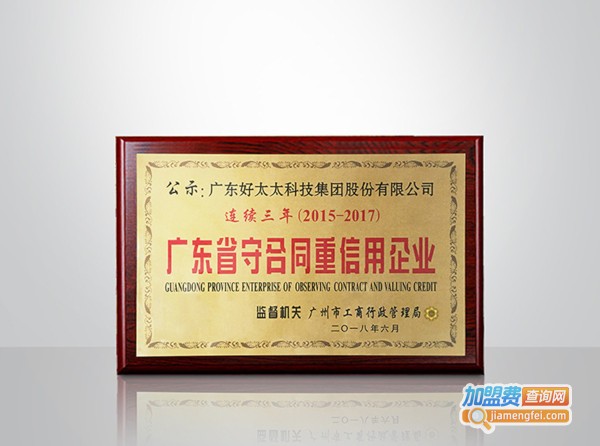 公示:广东好太太科技集团股份有限公司
连续三年(2015-2017)
广东省守合同重信用企业
GUANGDONG PROVINCE ENTERPRISE OF OBSERVING CONTRACT AND VALUING CREDIT
监督机关 广州市工商行政管理局
二〇一八年六月
加盟费查询网
jiamengfei.com